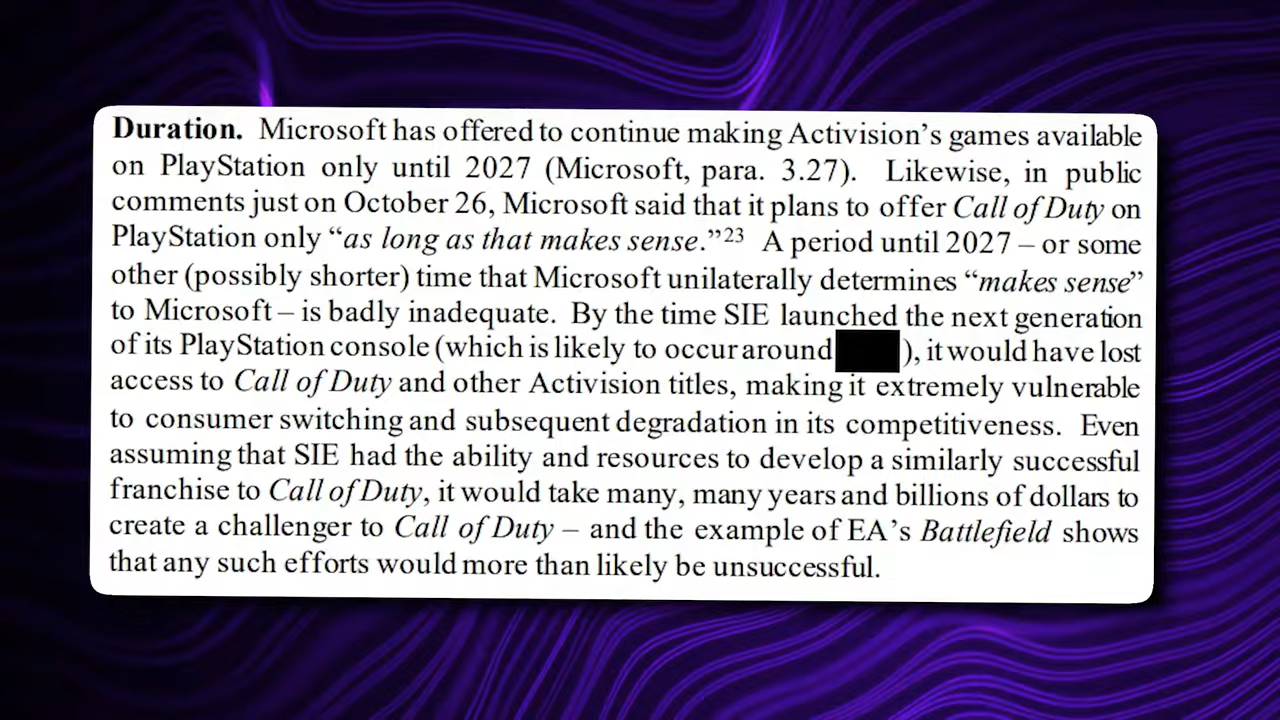 Duration. Microsoft has offered to continue making Activision’s games available
on PlayStation only until 2027 (Microsoft, para. 3.27). Likewise, in public
comments just on October 26, Microsoft said that it plans to offer Call of Duty on
PlayStation only “as long as that makes sense.”23 A period until 2027 – or some
other (possibly shorter) time that Microsoft unilaterally determines “makes sense”
to Microsoft – is badly inadequate. By the time SIE launched the next generation
of its PlayStation console (which is likely to occur around ), it would have lost
access to Call of Duty and other Activision titles, making it extremely vulnerable
to consumer switching and subsequent degradation in its competitiveness. Even
assuming that SIE had the ability and resources to develop a similarly successful
franchise to Call of Duty, it would take many, many years and billions of dollars to
create a challenger to Call of Duty – and the example of EA’s Battlefield shows
that any such efforts would more than likely be unsuccessful.